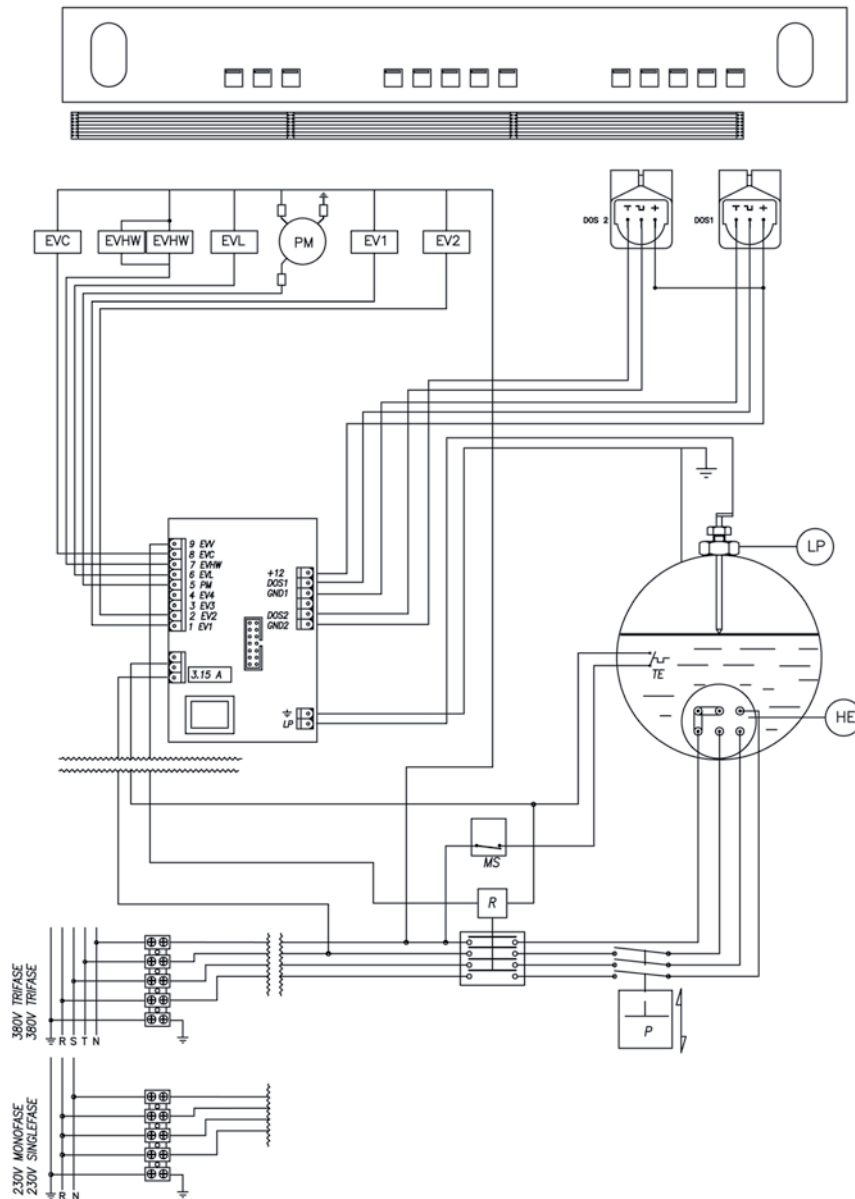 DOS 2
DOS1
EVC
EVHW
EVHW
EVL
PM
EV1
EV2
LP
9 EVV
8 EVC
7 EVHW
6 EVL
5 PM
4 EV4
3 EV3
2 EV2
1 EV1
+12
DOS1
GND1
DOS2
GND2
3.15 A
LP
TE
HE
MS
R
P
380V TRIFASE
380V TRIFASE
R S T N
230V MONOFASE
230V SINGLEFASE
R N